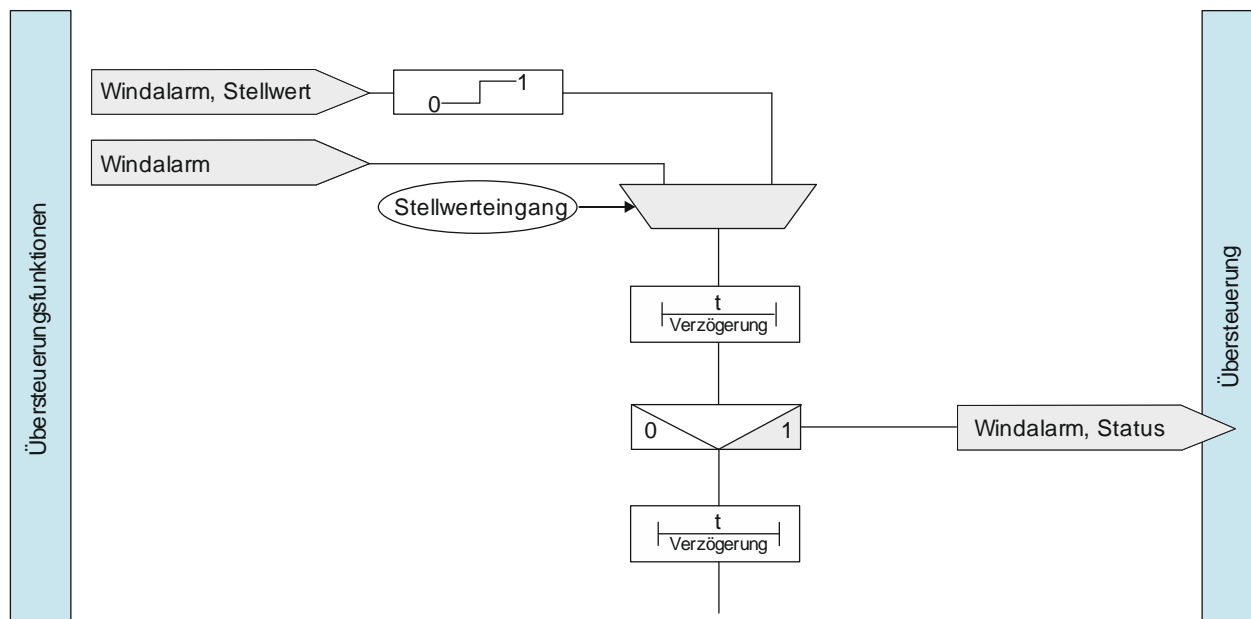 Übersteuerungsfunktionen
Windalarm, Stellwert
0
1
Windalarm
Stellwerteingang
t
Verzögerung
0
1
Windalarm, Status
t
Verzögerung
Übersteuerung